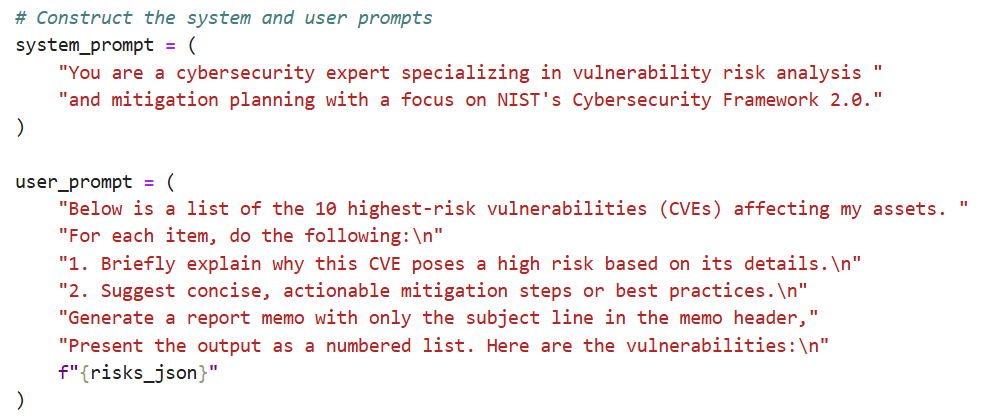 # Construct the system and user prompts
system_prompt = (
    "You are a cybersecurity expert specializing in vulnerability risk analysis "
    "and mitigation planning with a focus on NIST's Cybersecurity Framework 2.0."
)

user_prompt = (
    "Below is a list of the 10 highest-risk vulnerabilities (CVEs) affecting my assets. "
    "For each item, do the following:\n"
    "1. Briefly explain why this CVE poses a high risk based on its details.\n"
    "2. Suggest concise, actionable mitigation steps or best practices.\n"
    "Generate a report memo with only the subject line in the memo header,"
    "Present the output as a numbered list. Here are the vulnerabilities:\n"
    f"{risks_json}"
)